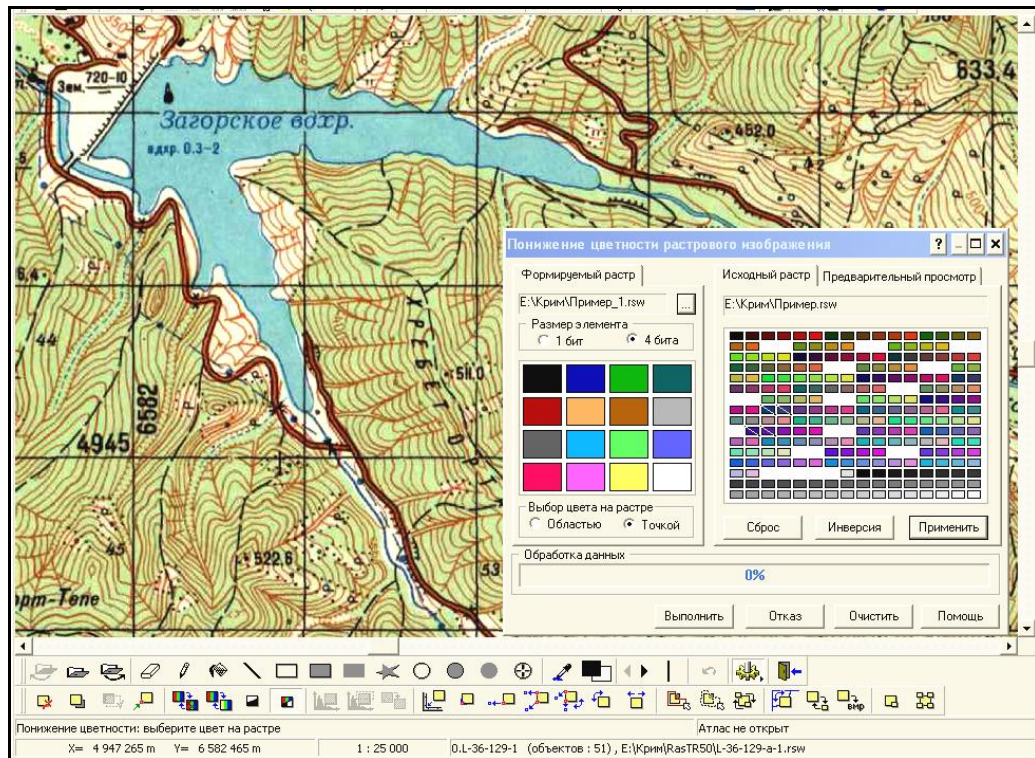 720-10
Зем.
633,4
Загорское вдхр.
вдхр. 0.3-2
452.0
6,4
44
6582
4945
ХРЕБЕТ
511.0
45
522.6
53
орт-Тепе
Понижение цветности растрового изображения
Формируемый растр
Исходный растр
Предварительный просмотр
E:\Крим\Пример_1.rsw
...
E:\Крим\Пример.rsw
Размер элемента
1 бит
4 бита
Выбор цвета на растре
Областью
Точкой
Сброс
Инверсия
Применить
Обработка данных
0%
Выполнить
Отказ
Очистить
Помощь
BMP
Понижение цветности: выберите цвет на растре
Атлас не открыт
X= 4 947 265 m Y= 6 582 465 m
1 : 25 000
0.L-36-129-1 (объектов : 51) , E:\Крим\RasTR50\L-36-129-a-1.rsw